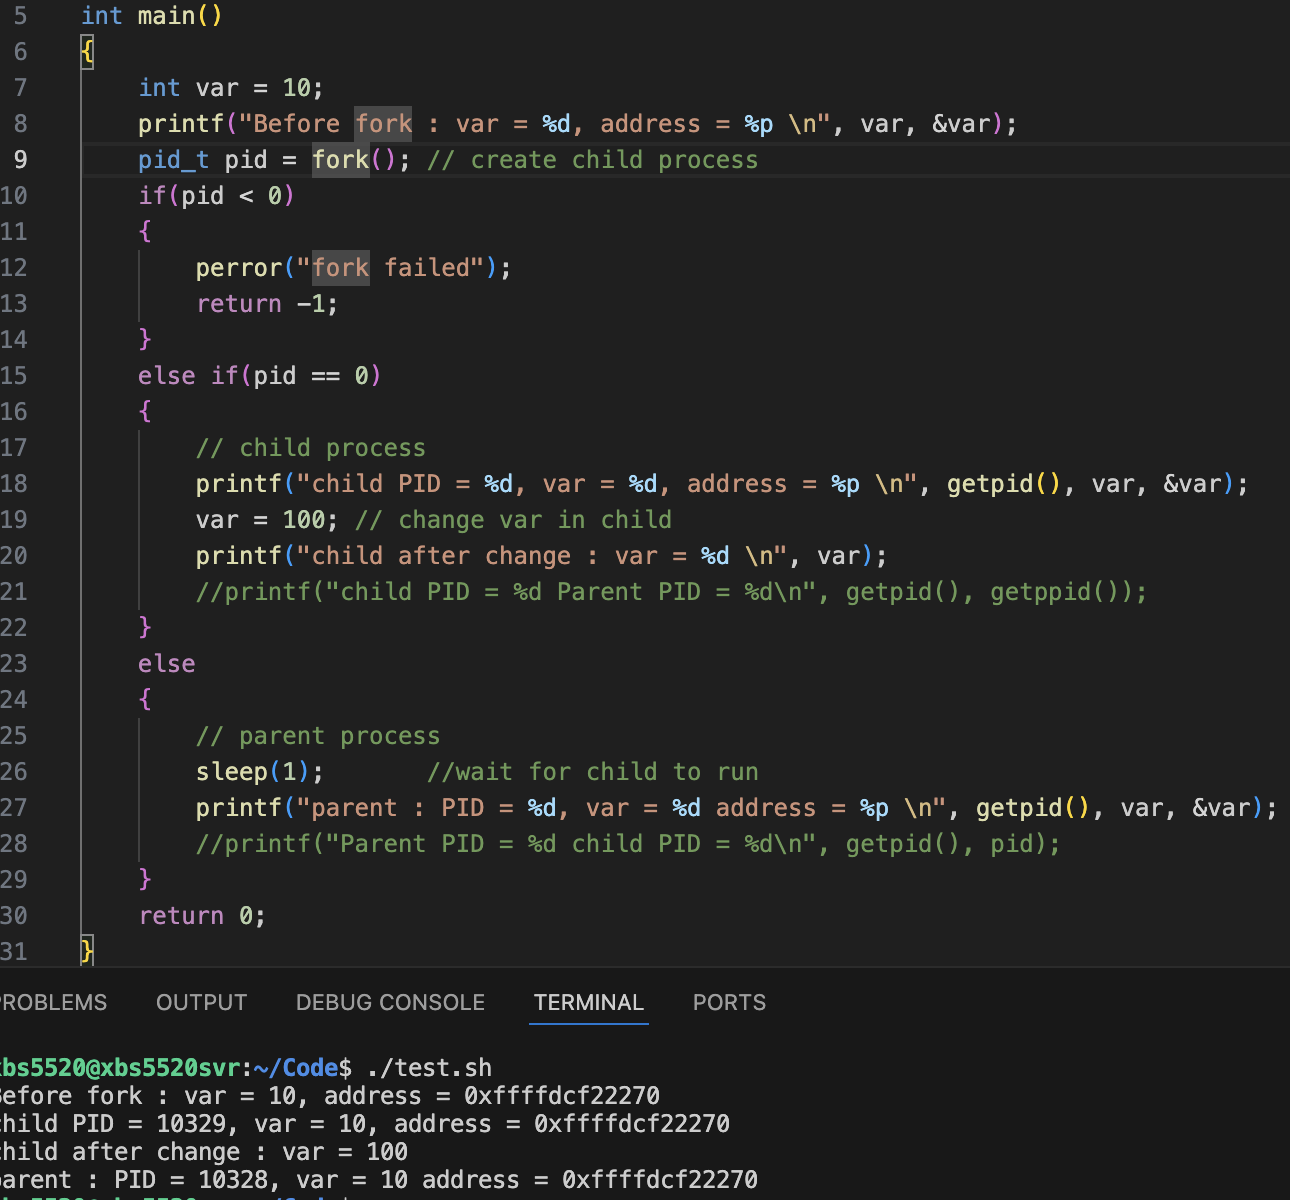 5 int main()
6 {
7 int var = 10;
8 printf("Before fork : var = %d, address = %p \n", var, &var);
9 pid_t pid = fork(); // create child process
10 if(pid < 0)
11 {
12 perror("fork failed");
13 return -1;
14 }
15 else if(pid == 0)
16 {
17 // child process
18 printf("child PID = %d, var = %d, address = %p \n", getpid(), var, &var);
19 var = 100; // change var in child
20 printf("child after change : var = %d \n", var);
21 //printf("child PID = %d Parent PID = %d\n", getpid(), getppid());
22 }
23 else
24 {
25 // parent process
26 sleep(1); //wait for child to run
27 printf("parent : PID = %d, var = %d address = %p \n", getpid(), var, &var);
28 //printf("Parent PID = %d child PID = %d\n", getpid(), pid);
29 }
30 return 0;
31 }
ROBLEMS OUTPUT DEBUG CONSOLE TERMINAL PORTS
xbs5520@xbs5520svr:~/Code$ ./test.sh
Before fork : var = 10, address = 0xffffdcf22270
child PID = 10329, var = 10, address = 0xffffdcf22270
child after change : var = 100
parent : PID = 10328, var = 10 address = 0xffffdcf22270